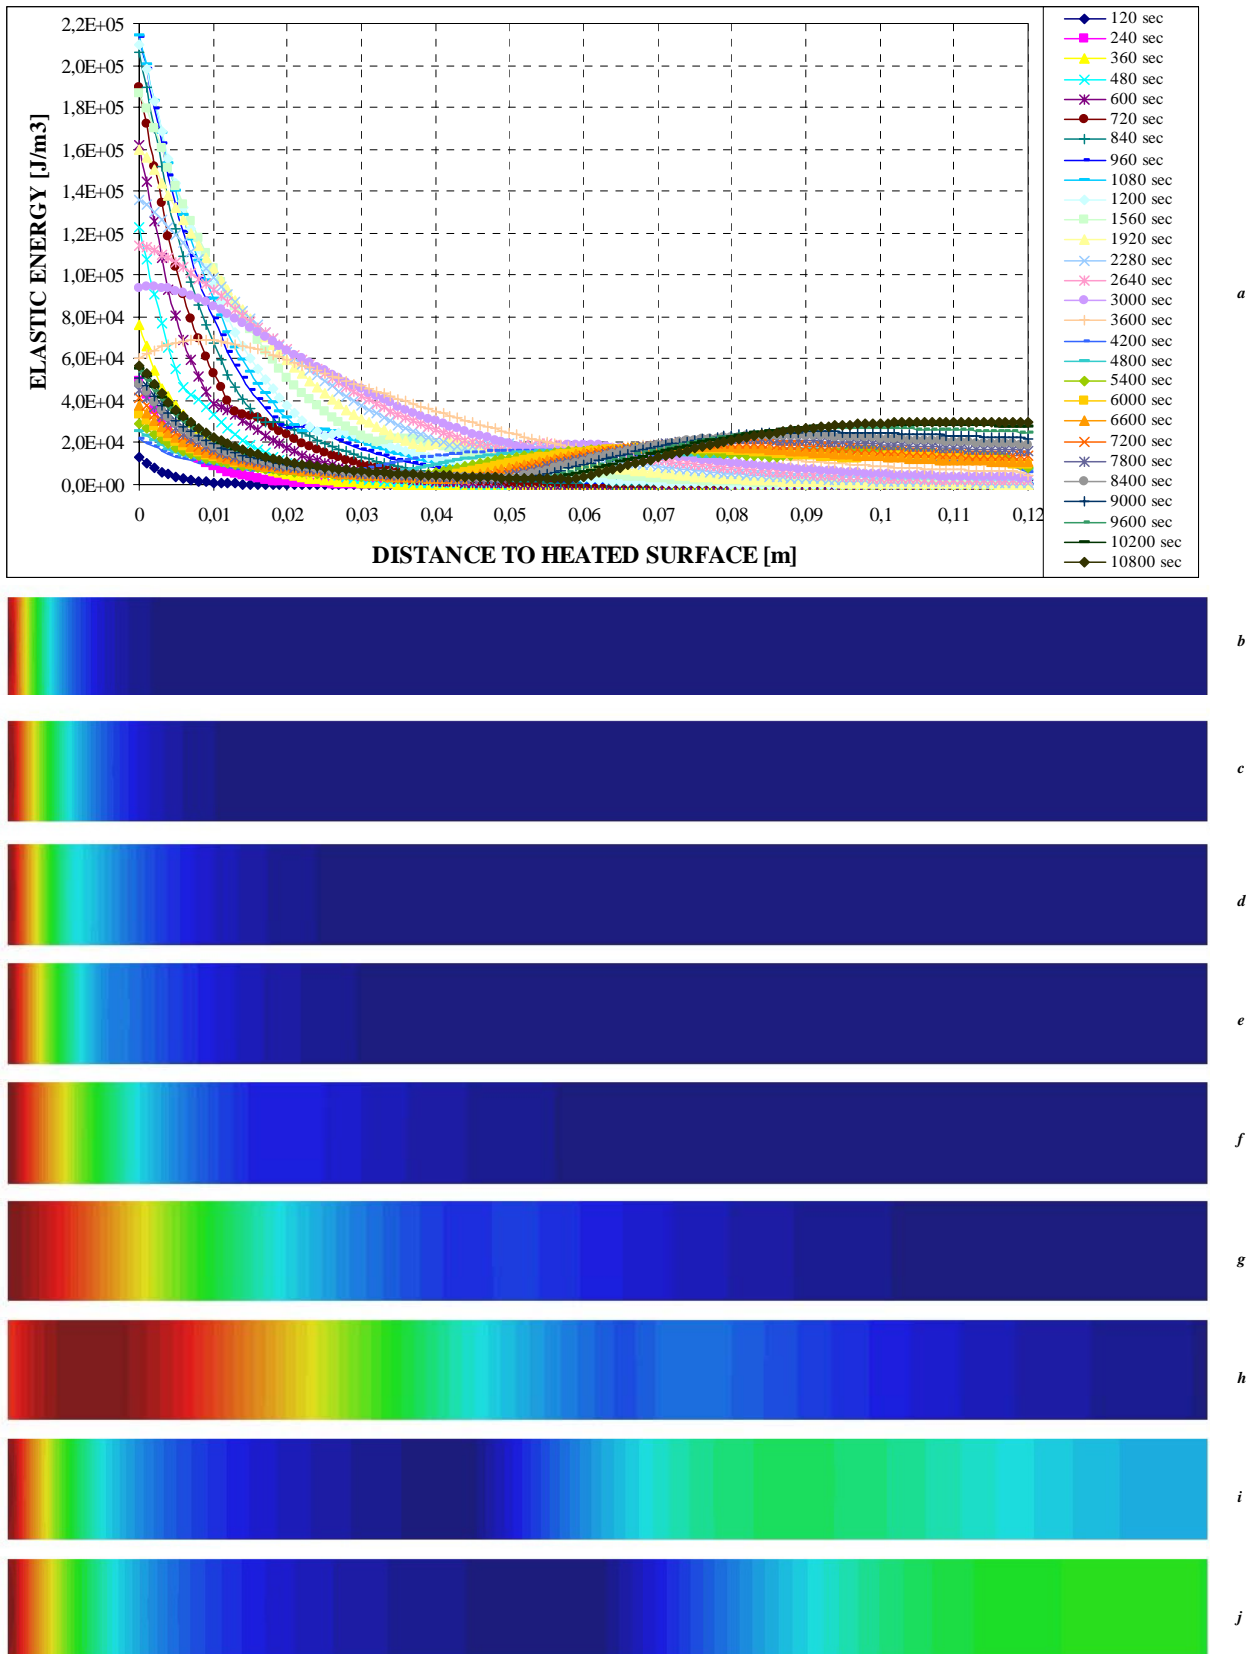 2,2E+05
2,0E+05
1,8E+05
1,6E+05
1,4E+05
1,2E+05
1,0E+05
8,0E+04
6,0E+04
4,0E+04
2,0E+04
0,0E+00
ELASTIC ENERGY [J/m3]
0 0,01 0,02 0,03 0,04 0,05 0,06 0,07 0,08 0,09 0,1 0,11 0,12
DISTANCE TO HEATED SURFACE [m]
120 sec
240 sec
360 sec
480 sec
600 sec
720 sec
840 sec
960 sec
1080 sec
1200 sec
1560 sec
1920 sec
2280 sec
2640 sec
3000 sec
3600 sec
4200 sec
4800 sec
5400 sec
6000 sec
6600 sec
7200 sec
7800 sec
8400 sec
9000 sec
9600 sec
10200 sec
10800 sec
a
b
c
d
e
f
g
h
i
j